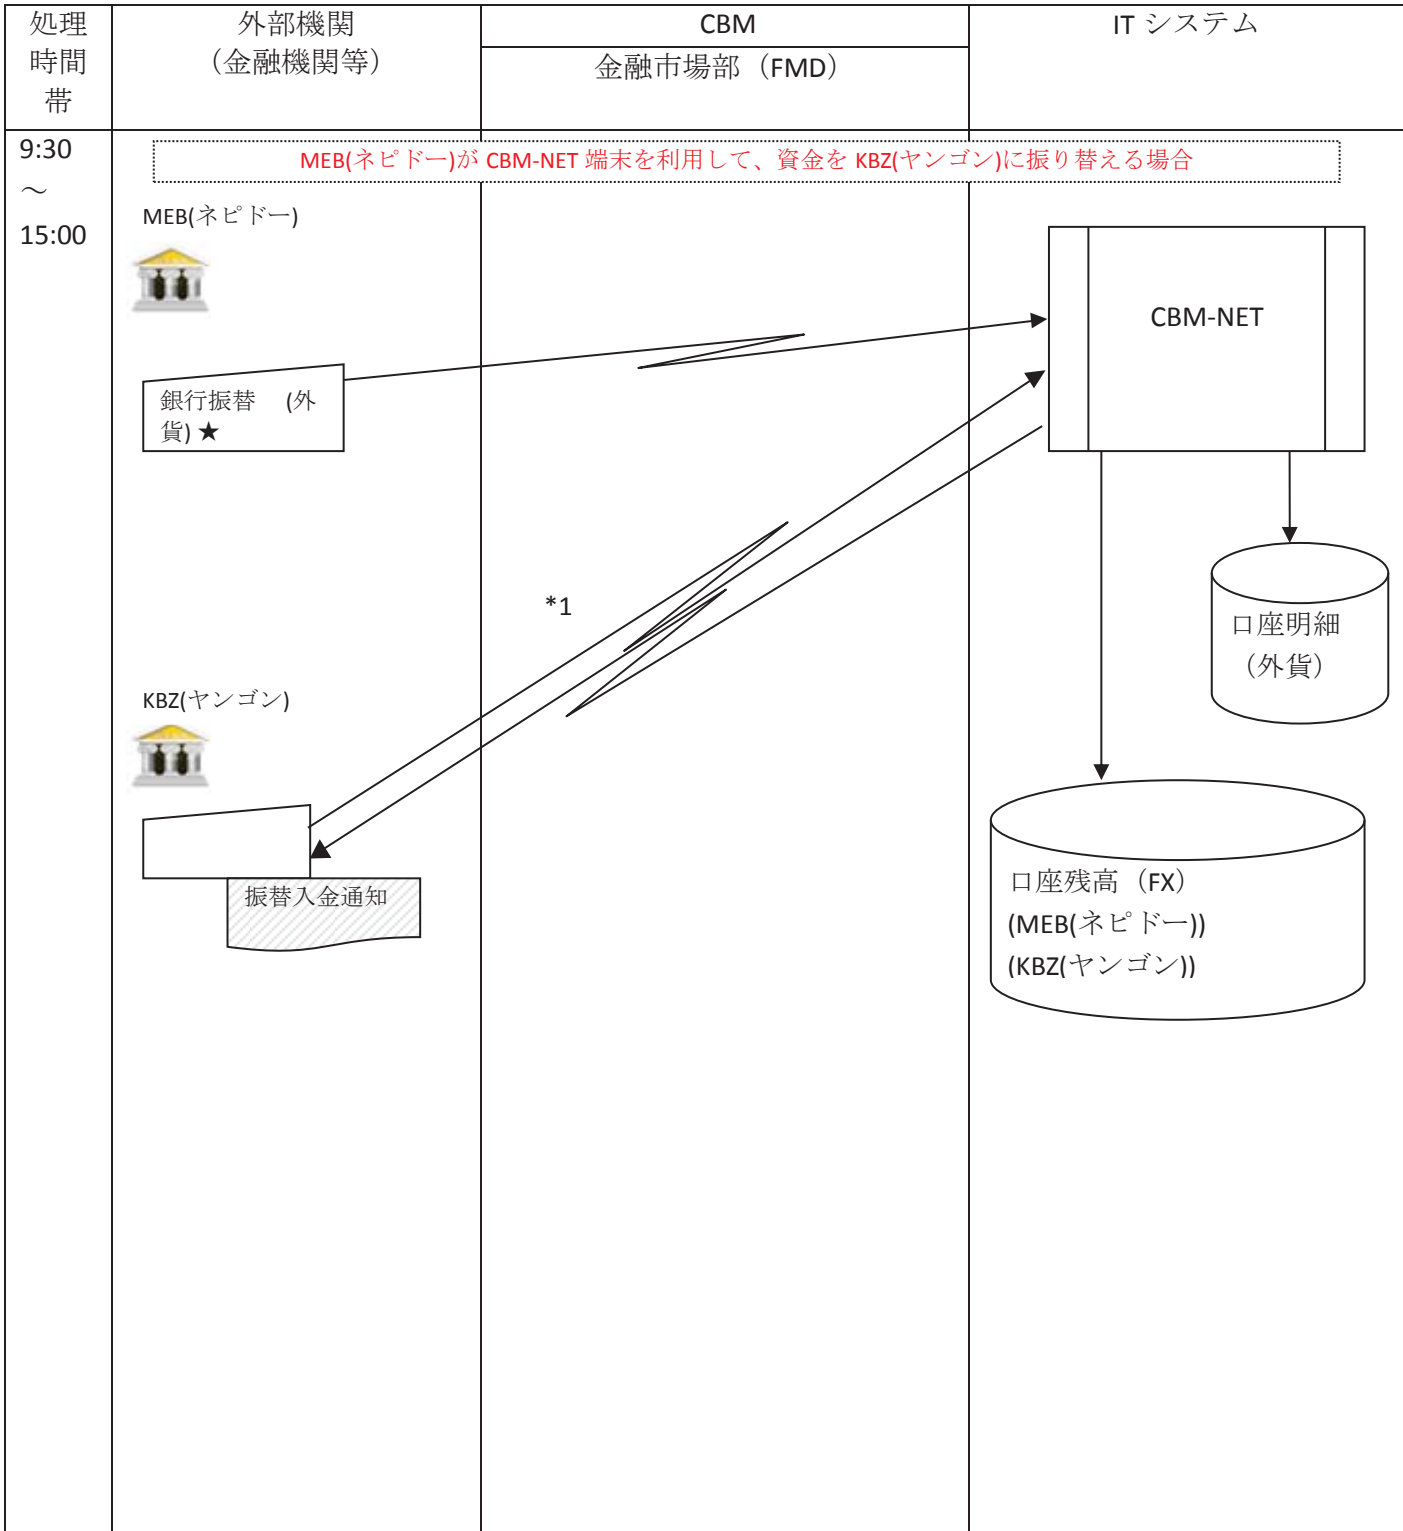 処理
時間
帯
外部機関
（金融機関等）
CBM
金融市場部（FMD）
IT システム
9:30
～
15:00
MEB(ネピドー)が CBM-NET 端末を利用して、資金を KBZ(ヤンゴン)に振り替える場合
MEB(ネピドー)
CBM-NET
銀行振替 (外
貨) ★
*1
口座明細
（外貨）
KBZ(ヤンゴン)
振替入金通知
口座残高（FX）
(MEB(ネピドー))
(KBZ(ヤンゴン))